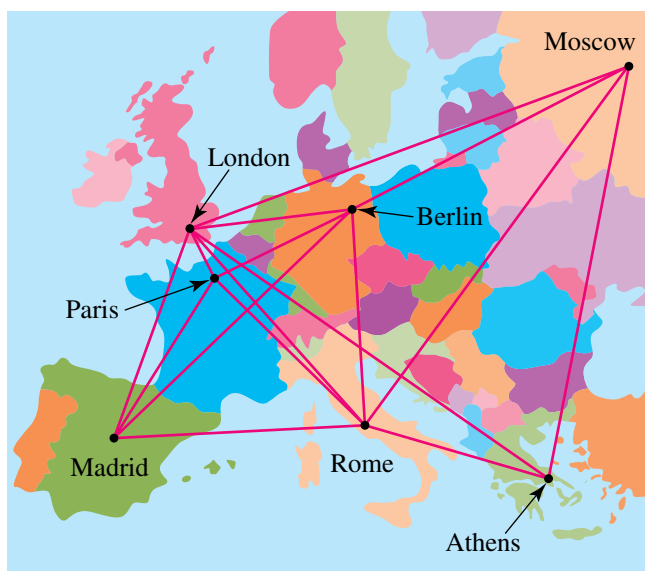 Moscow
London
Berlin
Paris
Madrid
Rome
Athens